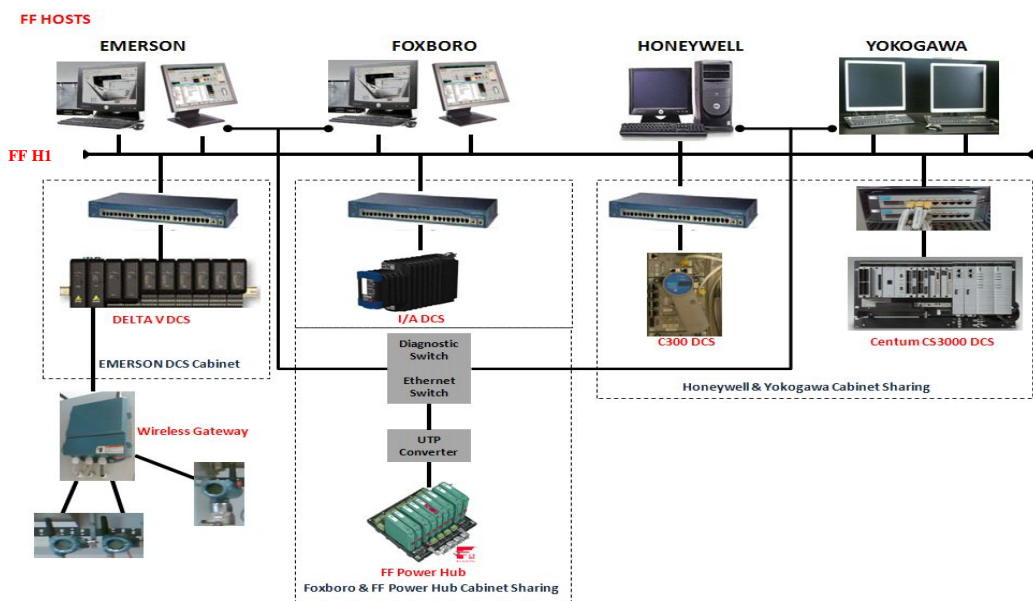 FF HOSTS
EMERSON
FOXBORO
HONEYWELL
YOKOGAWA
FF H1
DELTA V DCS
I/A DCS
C300 DCS
Centum CS3000 DCS
EMERSON DCS Cabinet
Diagnostic
Switch
Ethernet
Switch
Honeywell & Yokogawa Cabinet Sharing
Wireless Gateway
UTP
Converter
FF Power Hub
Foxboro & FF Power Hub Cabinet Sharing